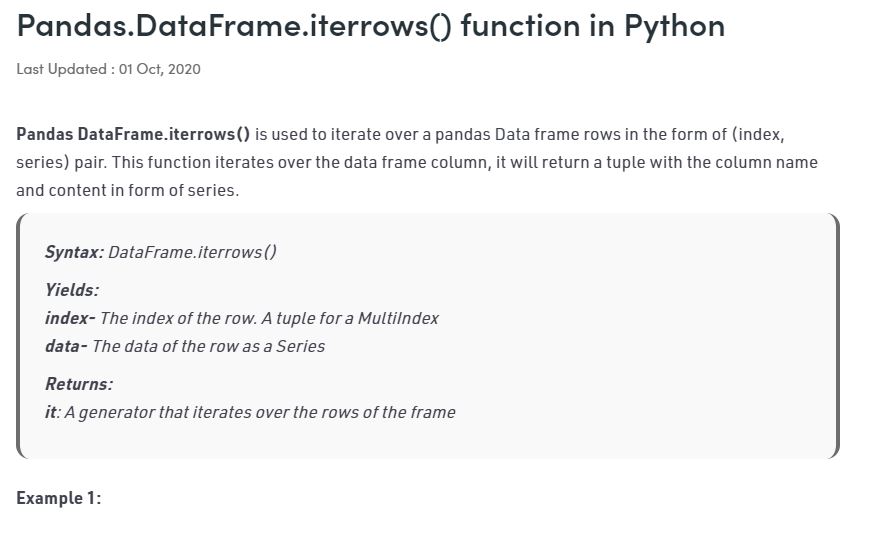 Pandas.DataFrame.iterrows() function in Python
Last Updated : 01 Oct, 2020
Pandas DataFrame.iterrows() is used to iterate over a pandas Data frame rows in the form of (index,
series) pair. This function iterates over the data frame column, it will return a tuple with the column name
and content in form of series.
Syntax: DataFrame.iterrows()
Yields:
index- The index of the row. A tuple for a MultiIndex
data- The data of the row as a Series
Returns:
it: A generator that iterates over the rows of the frame
Example 1: